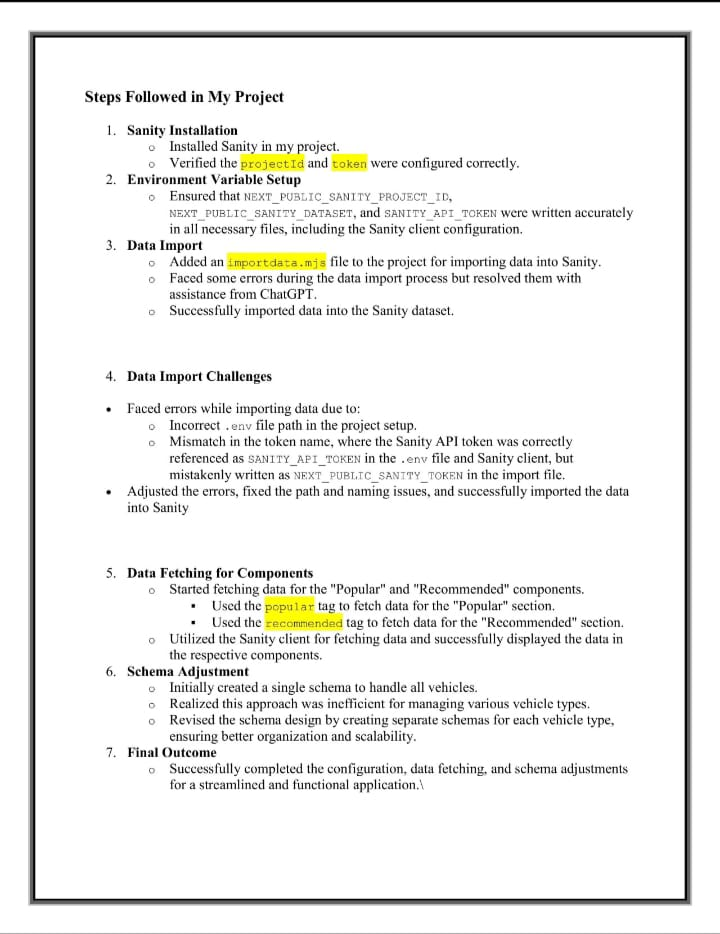 Steps Followed in My Project
1. Sanity Installation
o Installed Sanity in my project.
o Verified the projectId and token were configured correctly.
2. Environment Variable Setup
o Ensured that NEXT_PUBLIC_SANITY_PROJECT_ID,
NEXT_PUBLIC_SANITY_DATASET, and SANITY_API_TOKEN were written accurately
in all necessary files, including the Sanity client configuration.
3. Data Import
o Added an importdata.mjs file to the project for importing data into Sanity.
o Faced some errors during the data import process but resolved them with
assistance from ChatGPT.
o Successfully imported data into the Sanity dataset.
4. Data Import Challenges
• Faced errors while importing data due to:
o Incorrect .env file path in the project setup.
o Mismatch in the token name, where the Sanity API token was correctly
referenced as SANITY_API_TOKEN in the .env file and Sanity client, but
mistakenly written as NEXT_PUBLIC_SANITY_TOKEN in the import file.
• Adjusted the errors, fixed the path and naming issues, and successfully imported the data
into Sanity
5. Data Fetching for Components
o Started fetching data for the "Popular" and "Recommended" components.
▪ Used the popular tag to fetch data for the "Popular" section.
▪ Used the recommended tag to fetch data for the "Recommended" section.
o Utilized the Sanity client for fetching data and successfully displayed the data in
the respective components.
6. Schema Adjustment
o Initially created a single schema to handle all vehicles.
o Realized this approach was inefficient for managing various vehicle types.
o Revised the schema design by creating separate schemas for each vehicle type,
ensuring better organization and scalability.
7. Final Outcome
o Successfully completed the configuration, data fetching, and schema adjustments
for a streamlined and functional application.\